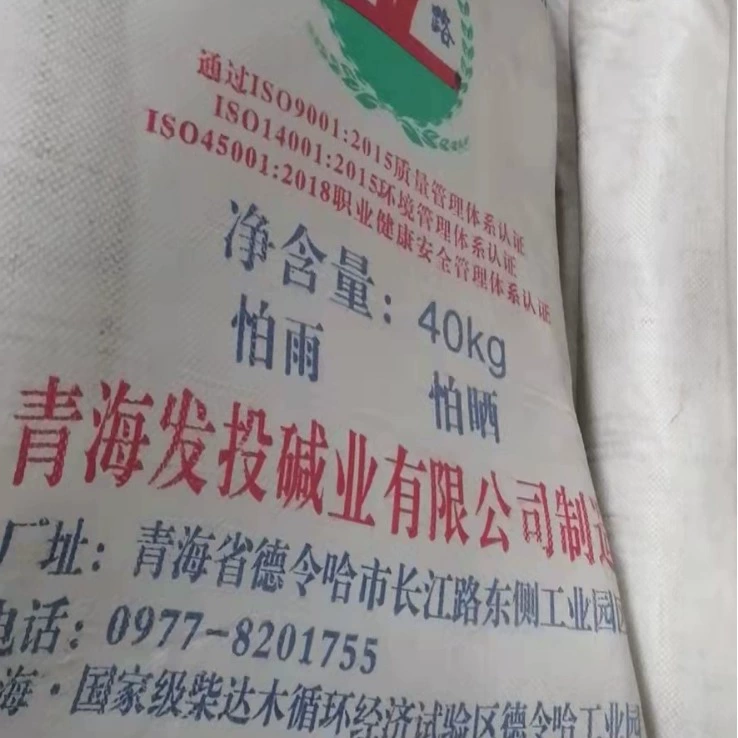 通过ISO9001:2015质量管理体系认证
ISO14001:2015环境管理体系认证
ISO45001:2018职业健康安全管理体系认证
净含量：40kg
怕雨 怕晒
青海发投碱业有限公司制造
厂址：青海省德令哈市长江路东侧工业园区
电话：0977-8201755
海·国家级柴达木循环经济试验区德令哈工业园